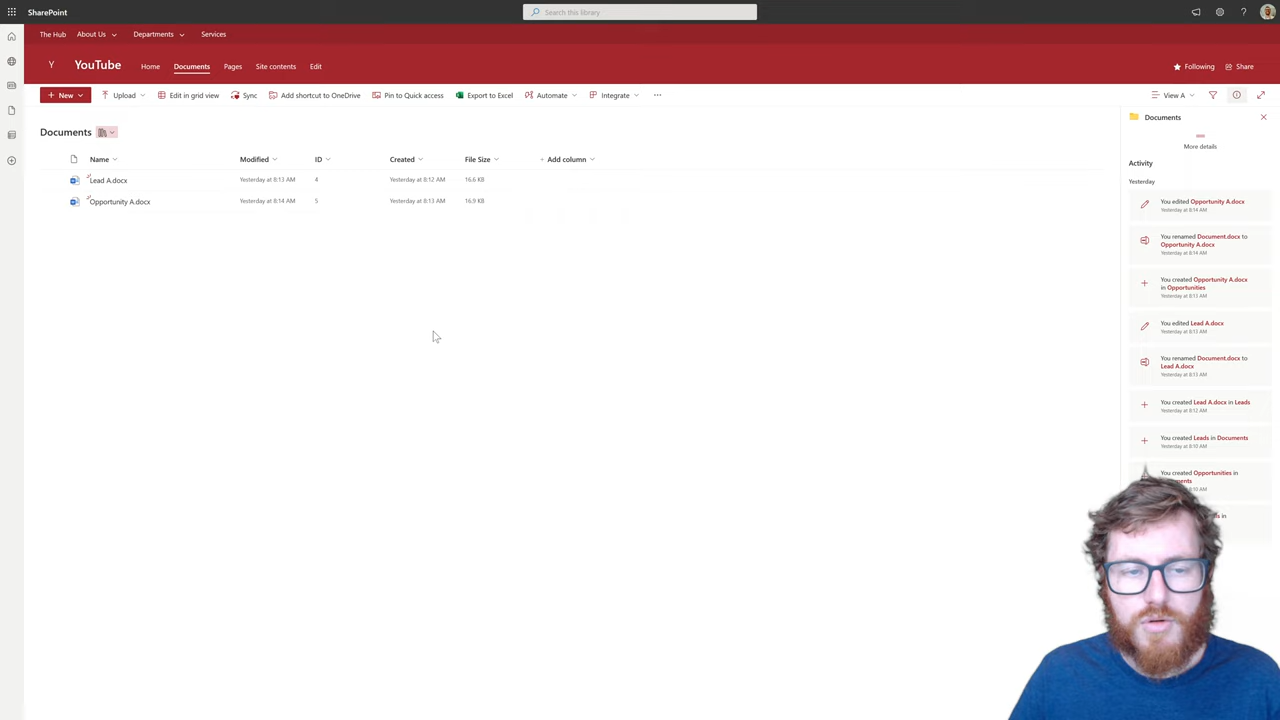 SharePoint
Search this library
The Hub About Us Departments Services
Y YouTube Home Documents Pages Site contents Edit Following Share
New Upload Edit in grid view Sync Add shortcut to OneDrive Pin to Quick access Export to Excel Automate Integrate ... View A
Documents
Name Modified ID Created File Size + Add column
Lead A.docx Yesterday at 8:13 AM 4 Yesterday at 8:12 AM 16.6 KB
Opportunity A.docx Yesterday at 8:14 AM 5 Yesterday at 8:13 AM 16.9 KB
Documents
More details
Activity
Yesterday
You edited Opportunity A.docx
Yesterday at 8:14 AM
You renamed Document.docx to
Opportunity A.docx
Yesterday at 8:14 AM
You created Opportunity A.docx
in Opportunities
Yesterday at 8:13 AM
You edited Lead A.docx
Yesterday at 8:13 AM
You renamed Document.docx to
Lead A.docx
Yesterday at 8:13 AM
You created Lead A.docx in Leads
Yesterday at 8:12 AM
You created Leads in Documents
Yesterday at 8:10 AM
You created Opportunities in
Yesterday at 8:10 AM
in